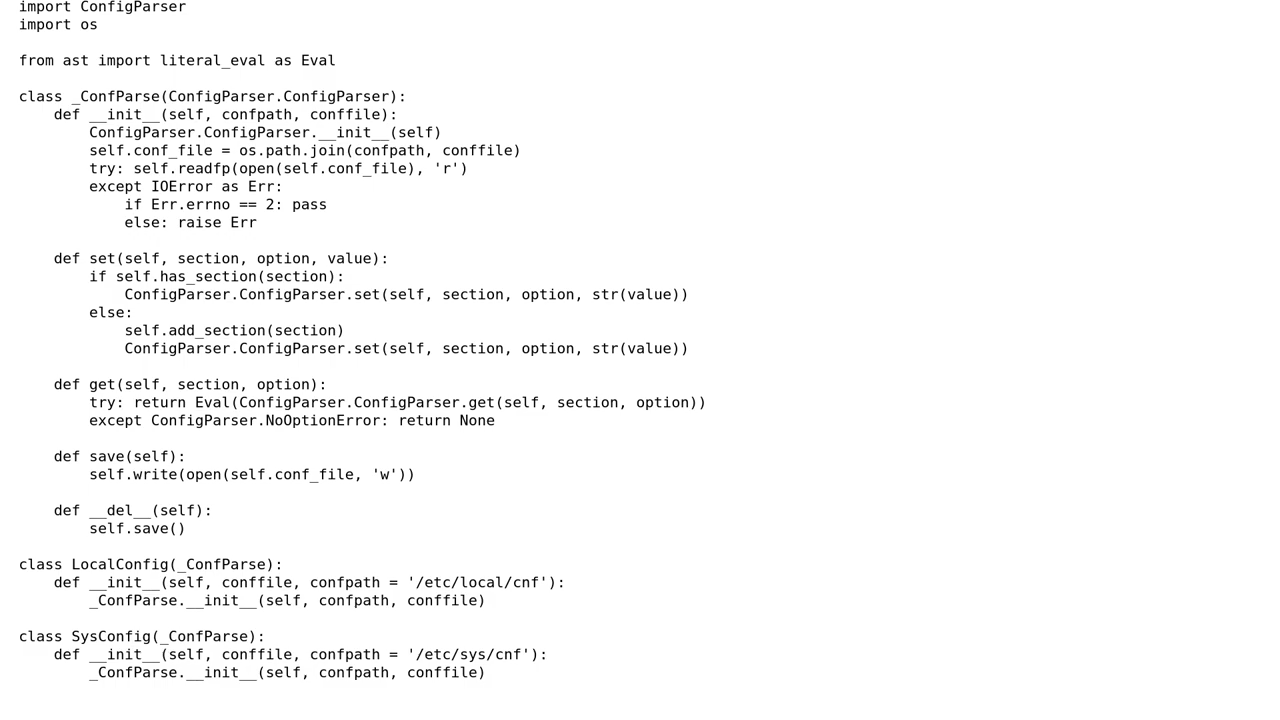 import ConfigParser
import os

from ast import literal_eval as Eval

class _ConfParse(ConfigParser.ConfigParser):
    def __init__(self, confpath, conffile):
        ConfigParser.ConfigParser.__init__(self)
        self.conf_file = os.path.join(confpath, conffile)
        try: self.readfp(open(self.conf_file), 'r')
        except IOError as Err:
            if Err.errno == 2: pass
            else: raise Err

    def set(self, section, option, value):
        if self.has_section(section):
            ConfigParser.ConfigParser.set(self, section, option, str(value))
        else:
            self.add_section(section)
            ConfigParser.ConfigParser.set(self, section, option, str(value))

    def get(self, section, option):
        try: return Eval(ConfigParser.ConfigParser.get(self, section, option))
        except ConfigParser.NoOptionError: return None

    def save(self):
        self.write(open(self.conf_file, 'w'))

    def __del__(self):
        self.save()

class LocalConfig(_ConfParse):
    def __init__(self, conffile, confpath = '/etc/local/cnf'):
        _ConfParse.__init__(self, confpath, conffile)

class SysConfig(_ConfParse):
    def __init__(self, conffile, confpath = '/etc/sys/cnf'):
        _ConfParse.__init__(self, confpath, conffile)